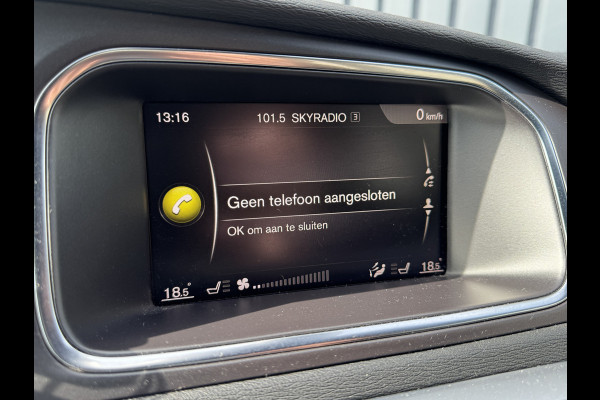 13:16 101.5 SKYRADIO 3 0 km/h
Geen telefoon aangesloten
OK om aan te sluiten
18.5° 18.5°